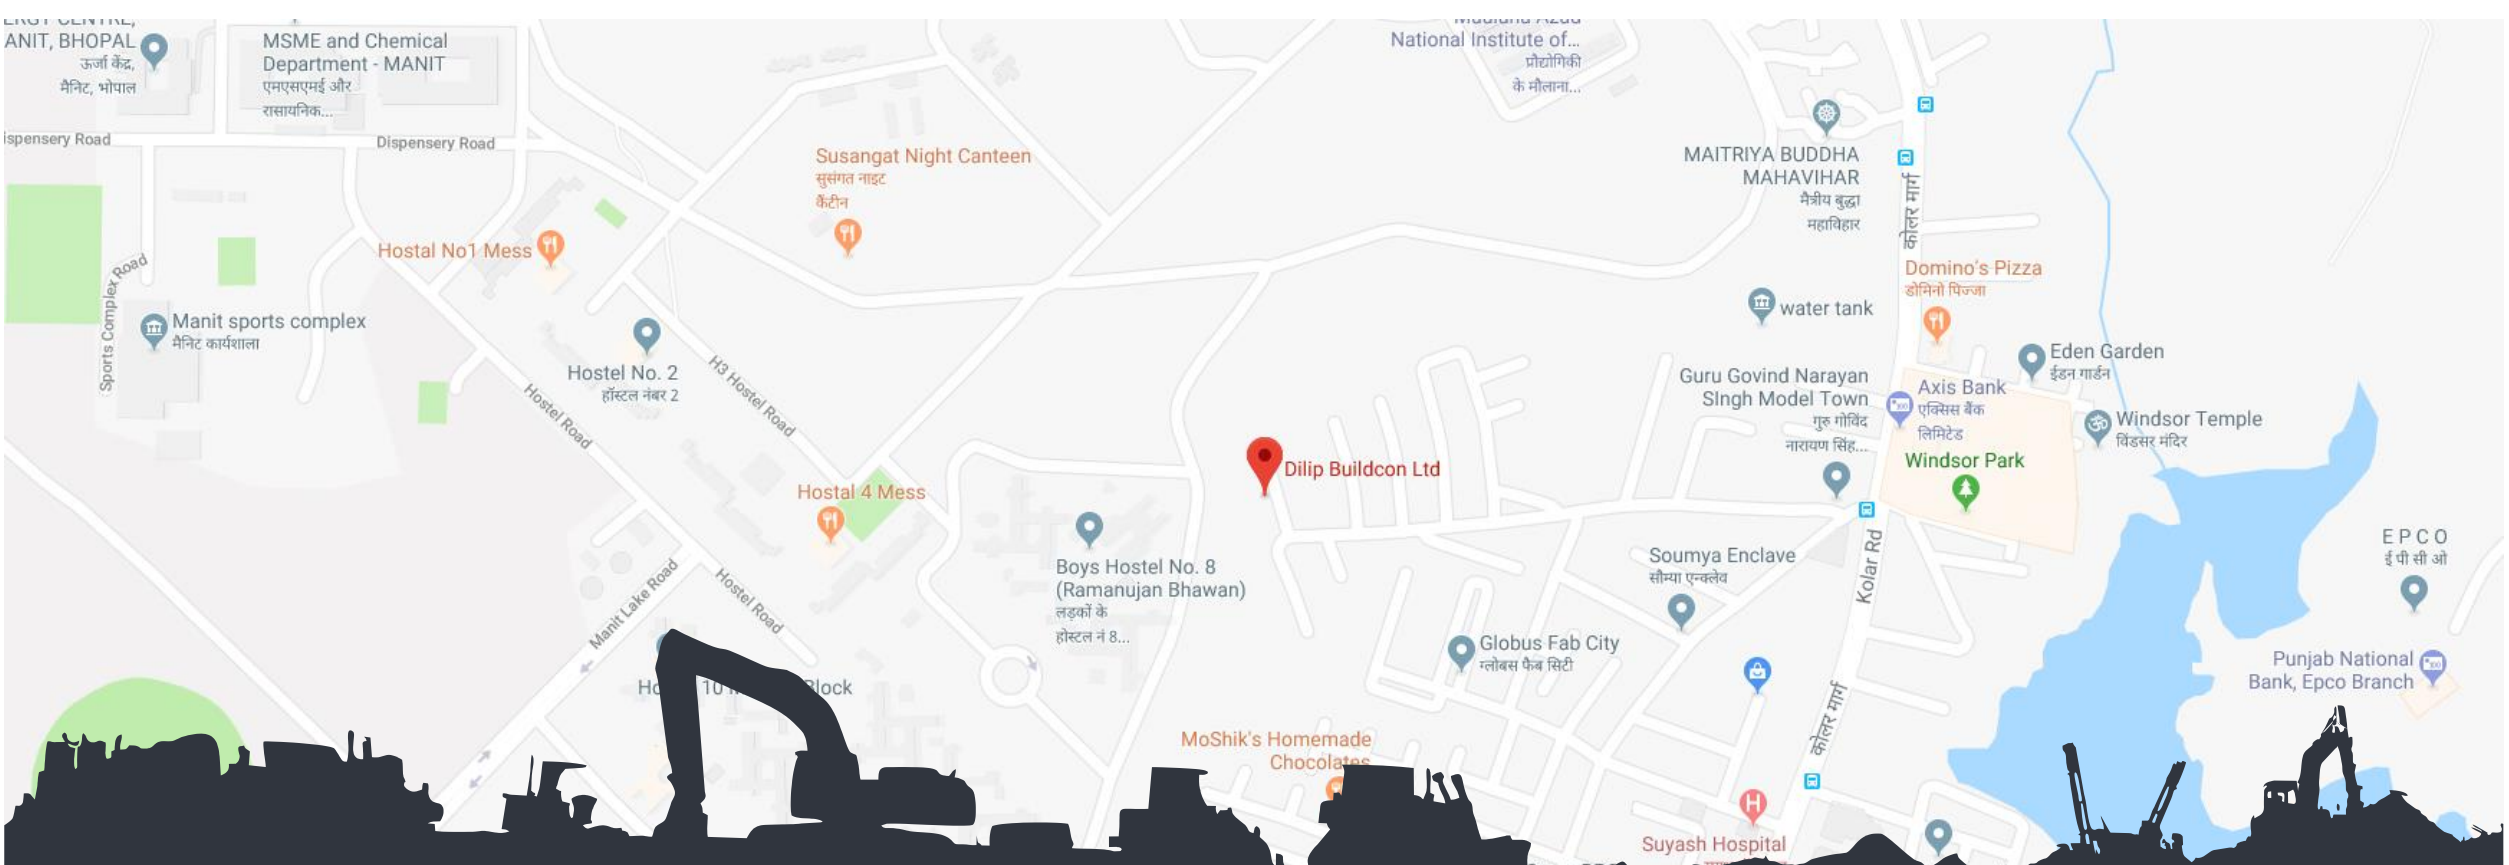 ANIT, BHOPAL
ऊर्जा केंद्र,
मैनिट, भोपाल
MSME and Chemical
Department - MANIT
एमएसएमई और
रासायनिक...
National Institute of...
प्रौद्योगिकी
के मौलाना...
ispensery Road
Dispensery Road
MAITRIYA BUDDHA
MAHAVIHAR
मैत्रीय बुद्धा
महाविहार
Susangat Night Canteen
सुसंगत नाइट
कैंटीन
कोलार मार्ग
Hostal No1 Mess
Sports Complex Road
Domino's Pizza
डोमिनो पिज्जा
water tank
Manit sports complex
मैनिट कार्यशाला
Hostel No. 2
हॉस्टल नंबर 2
H3 Hostel Road
Hostel Road
Eden Garden
ईडन गार्डन
Guru Govind Narayan
SIngh Model Town
गुरु गोविंद
नारायण सिंह...
Axis Bank
एक्सिस बैंक
लिमिटेड
Windsor Temple
विंडसर मंदिर
Windsor Park
Dilip Buildcon Ltd
Hostal 4 Mess
Boys Hostel No. 8
(Ramanujan Bhawan)
लड़कों के
होस्टल नं 8...
Soumya Enclave
सौम्या एन्क्लेव
Kolar Rd
E P C O
ई पी सी ओ
Manit Lake Road
Hostel Road
Globus Fab City
ग्लोबस फैब सिटी
Punjab National
Bank, Epco Branch
कोलार मार्ग
MoShik's Homemade
Chocolates
Suyash Hospital